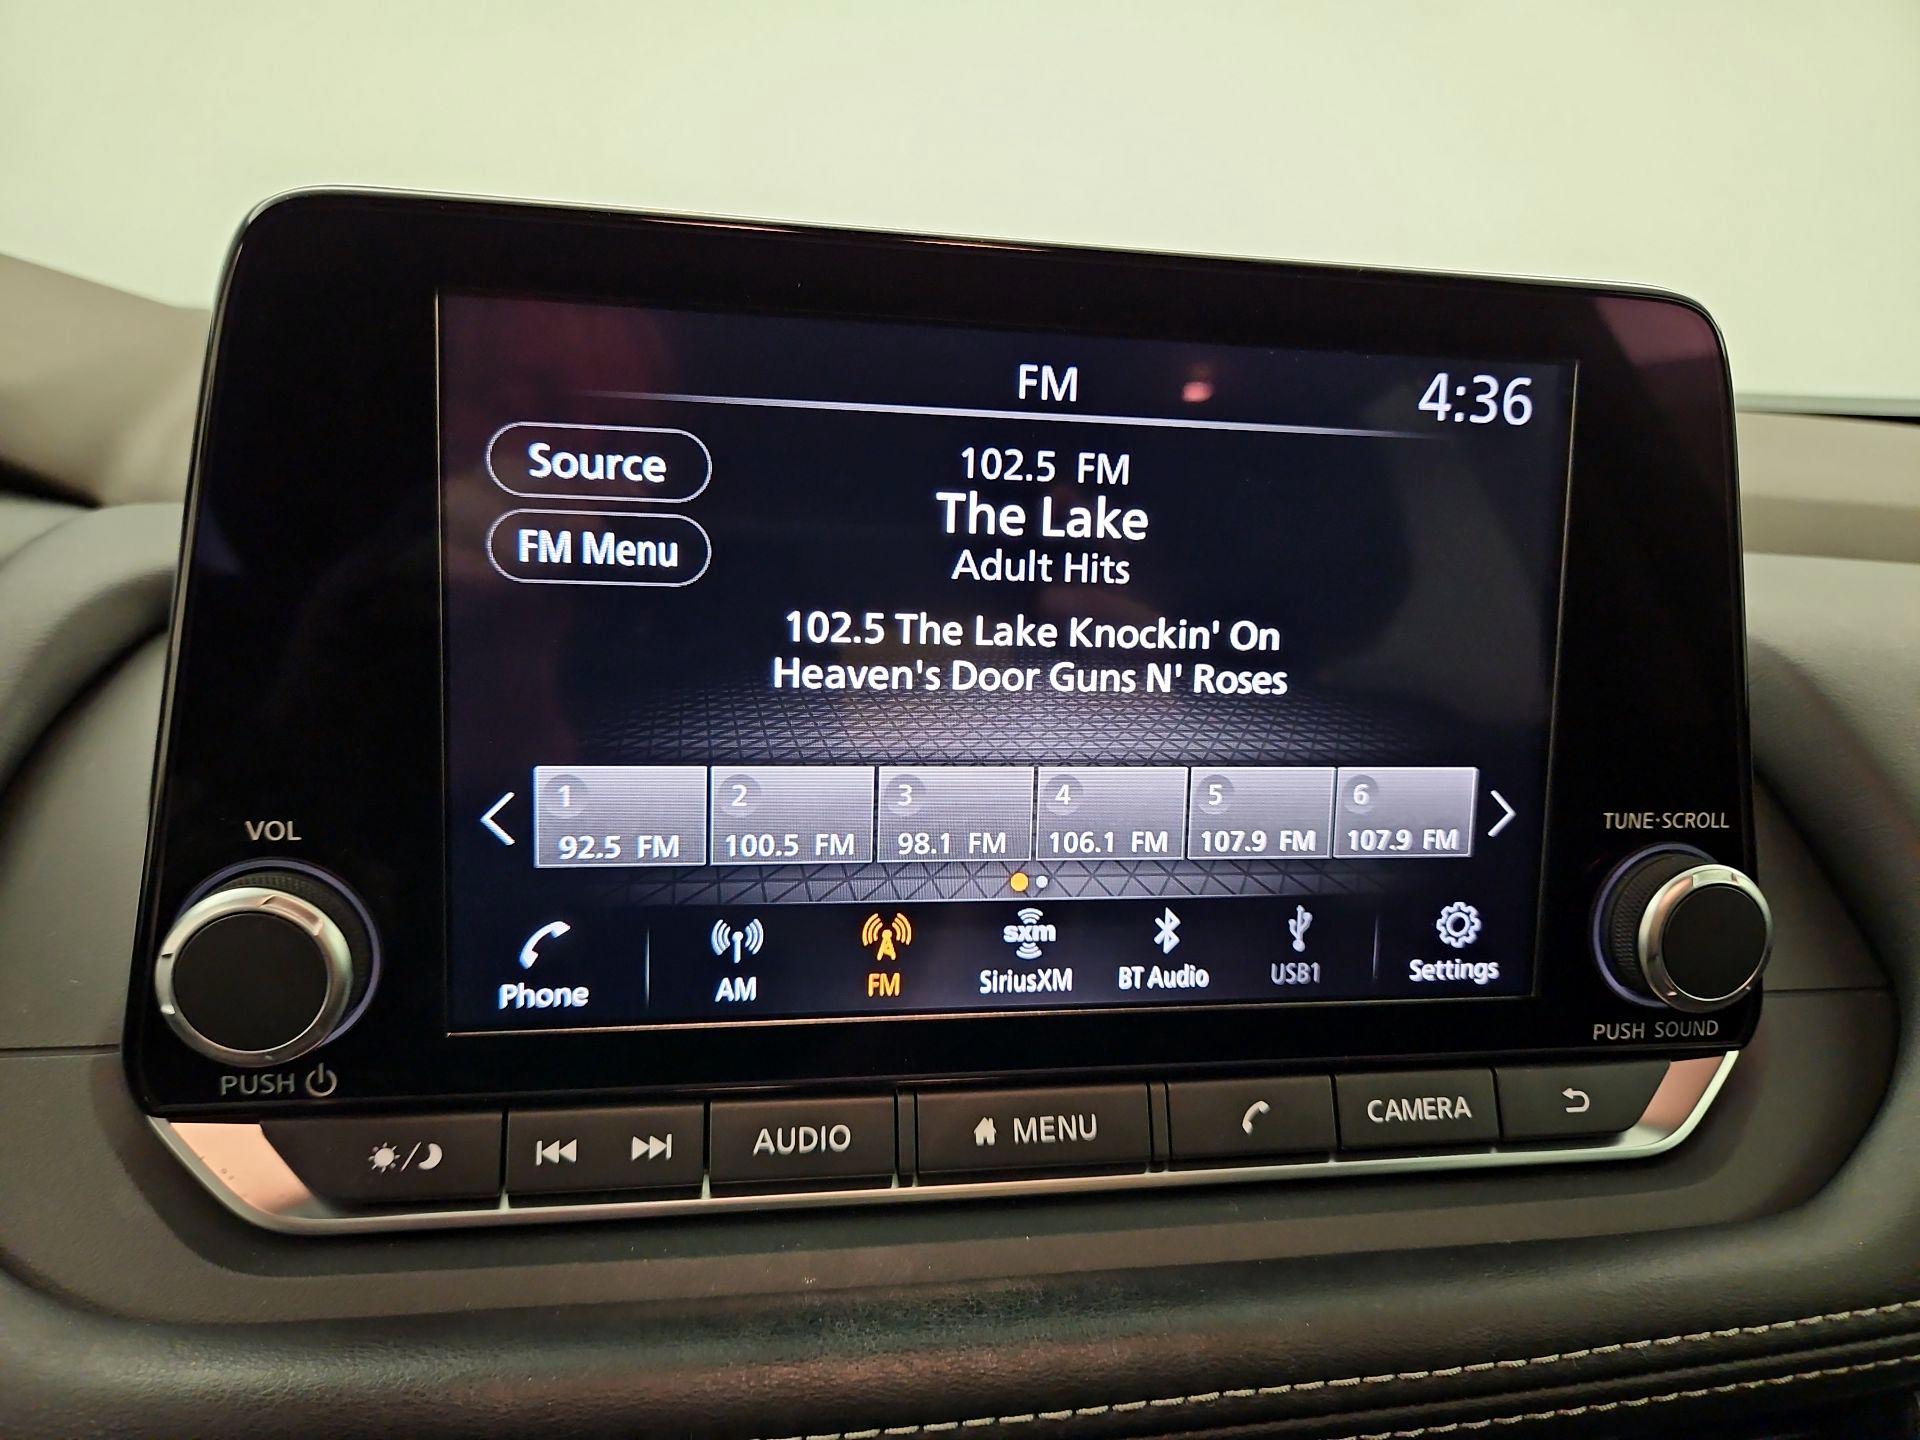 FM
4:36
Source
FM Menu
102.5 FM
The Lake
Adult Hits
102.5 The Lake Knockin' On
Heaven's Door Guns N' Roses
1
92.5 FM
2
100.5 FM
3
98.1 FM
4
106.1 FM
5
107.9 FM
6
107.9 FM
Phone
AM
FM
sxm
SiriusXM
BT Audio
USB1
Settings
VOL
PUSH
TUNE·SCROLL
PUSH SOUND
AUDIO
MENU
CAMERA